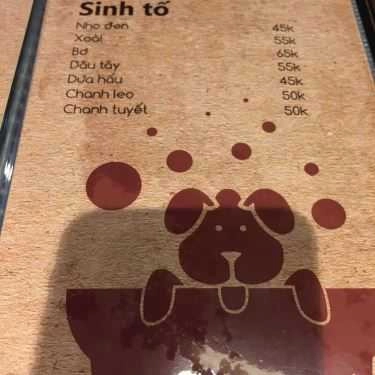 Sinh tố
Nho đen 45k
Xoài 55k
Bơ 65k
Dâu tây 55k
Dưa hấu 45k
Chanh leo 50k
Chanh tuyết 50k